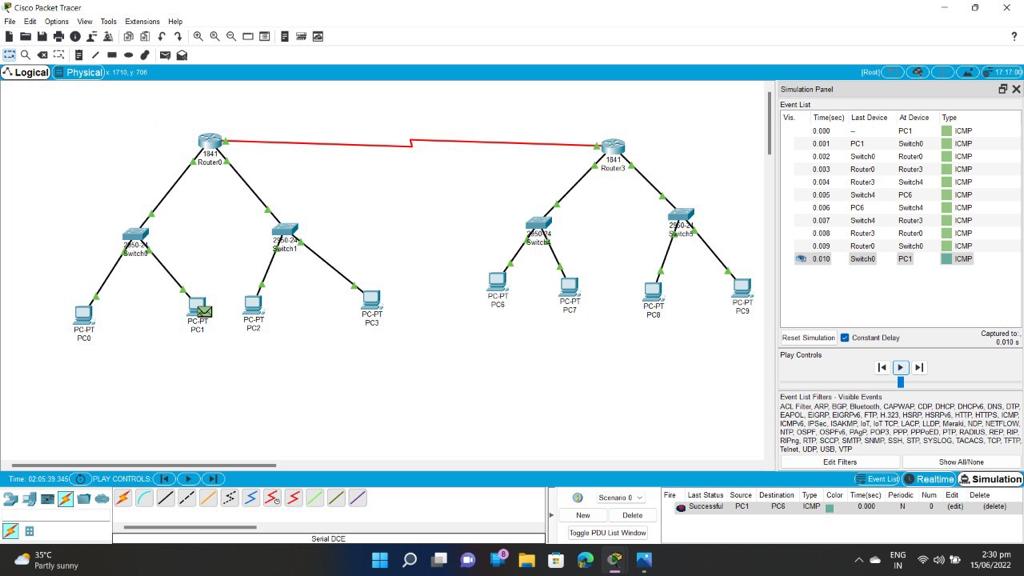 Cisco Packet Tracer
File Edit Options View Tools Extensions Help
?
Logical Physical x: 1710, y: 706
[Root] 17:17:00
1841
Router0
1841
Router3
2950-24
Switch0
2950-24
Switch1
2950-24
Switch4
2950-24
Switch5
PC-PT
PC0
PC-PT
PC1
PC-PT
PC2
PC-PT
PC3
PC-PT
PC6
PC-PT
PC7
PC-PT
PC8
PC-PT
PC9
Simulation Panel
Event List
Vis. Time(sec) Last Device At Device Type
0.000 -- PC1 ICMP
0.001 PC1 Switch0 ICMP
0.002 Switch0 Router0 ICMP
0.003 Router0 Router3 ICMP
0.004 Router3 Switch4 ICMP
0.005 Switch4 PC6 ICMP
0.006 PC6 Switch4 ICMP
0.007 Switch4 Router3 ICMP
0.008 Router3 Router0 ICMP
0.009 Router0 Switch0 ICMP
0.010 Switch0 PC1 ICMP
Reset Simulation Constant Delay
Captured to:
0.010 s
Play Controls
Event List Filters - Visible Events
ACL Filter, ARP, BGP, Bluetooth, CAPWAP, CDP, DHCP, DHCPv6, DNS, DTP,
EAPOL, EIGRP, EIGRPv6, FTP, H.323, HSRP, HSRPv6, HTTP, HTTPS, ICMP,
ICMPv6, IPSec, ISAKMP, IoT, IoT TCP, LACP, LLDP, Meraki, NDP, NETFLOW,
NTP, OSPF, OSPFv6, PAgP, POP3, PPP, PPPoED, PTP, RADIUS, REP, RIP,
RIPng, RTP, SCCP, SMTP, SNMP, SSH, STP, SYSLOG, TACACS, TCP, TFTP,
Telnet, UDP, USB, VTP
Edit Filters Show All/None
Time: 02:05:39.345 PLAY CONTROLS:
Event List Realtime Simulation
Serial DCE
Scenario 0
New Delete
Toggle PDU List Window
Fire Last Status Source Destination Type Color Time(sec) Periodic Num Edit Delete
Successful PC1 PC6 ICMP 0.000 N 0 (edit) (delete)
35°C
Partly sunny
8
ENG
IN
2:30 pm
15/06/2022